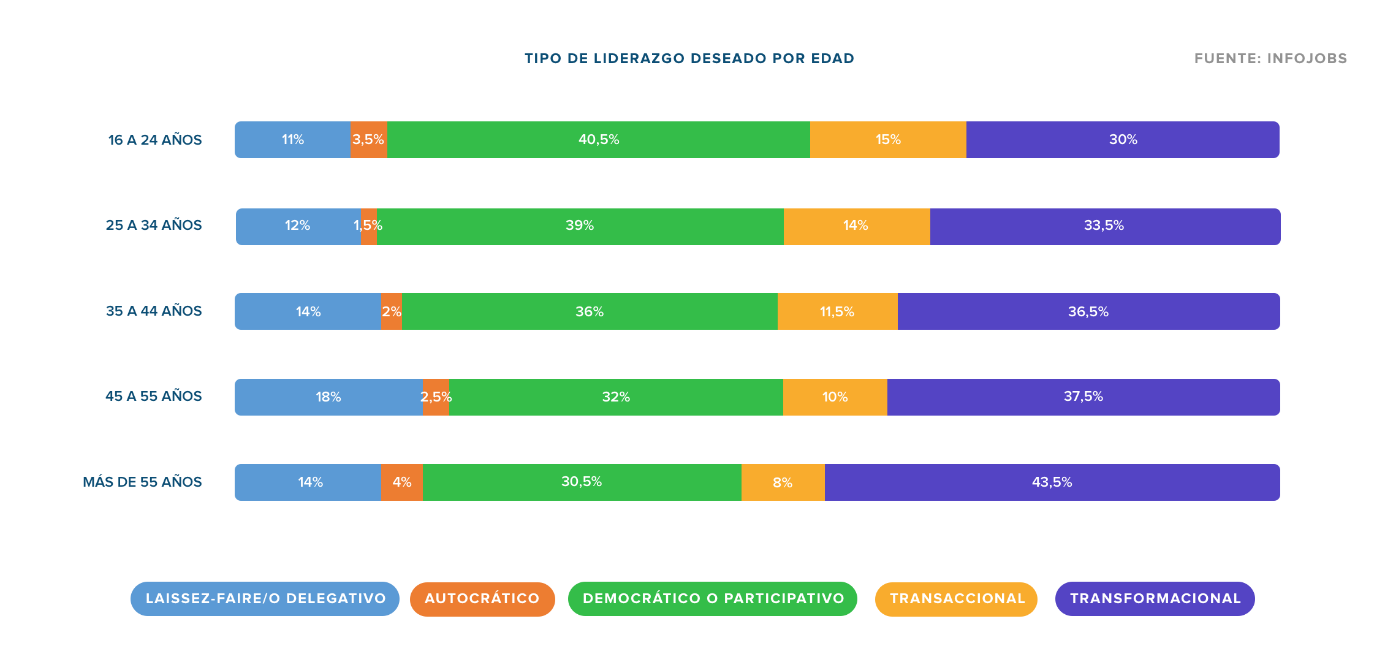 TIPO DE LIDERAZGO DESEADO POR EDAD
FUENTE: INFOJOBS
16 A 24 AÑOS 11% 3,5% 40,5% 15% 30%
25 A 34 AÑOS 12% 1,5% 39% 14% 33,5%
35 A 44 AÑOS 14% 2% 36% 11,5% 36,5%
45 A 55 AÑOS 18% 2,5% 32% 10% 37,5%
MÁS DE 55 AÑOS 14% 4% 30,5% 8% 43,5%
LAISSEZ-FAIRE/O DELEGATIVO AUTOCRÁTICO DEMOCRÁTICO O PARTICIPATIVO TRANSACCIONAL TRANSFORMACIONAL